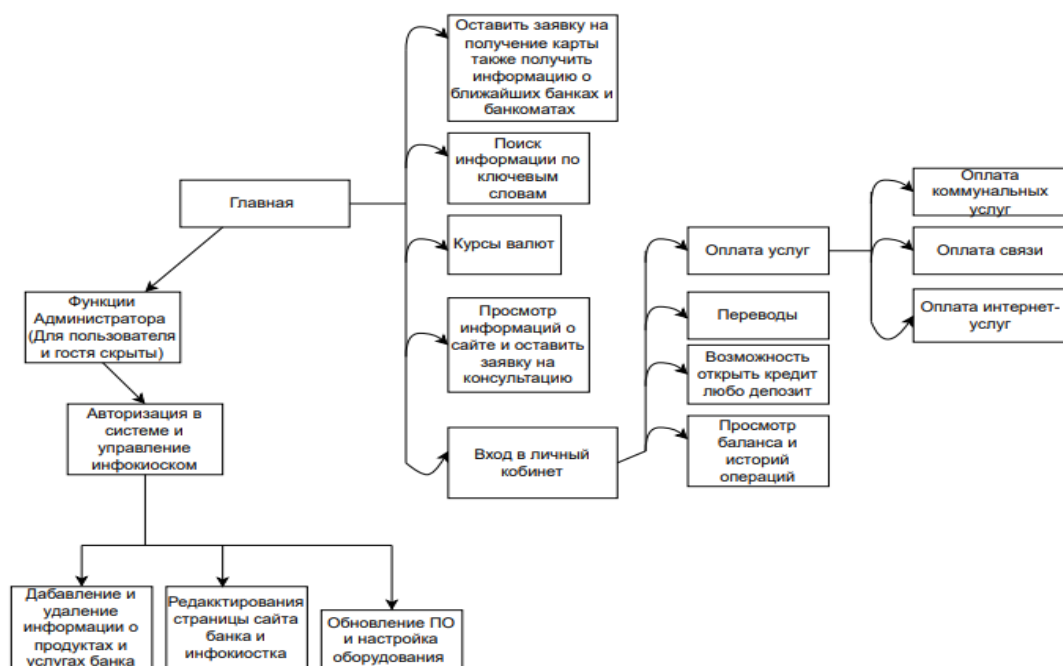 Оставить заявку на
получение карты
также получить
информацию о
ближайших банках и
банкоматах
Поиск
информации по
ключевым
словам
Главная
Курсы валют
Просмотр
информаций о
сайте и оставить
заявку на
консультацию
Вход в личный
кобинет
Оплата услуг
Переводы
Возможность
открыть кредит
любо депозит
Просмотр
баланса и
историй
операций
Оплата
коммунальных
услуг
Оплата связи
Оплата интернет-
услуг
Функции
Администратора
(Для пользователя
и гостя скрыты)
Авторизация в
системе и
управление
инфокиоском
Дабавление и
удаление
информации о
продуктах и
услугах банка
Редакктирования
страницы сайта
банка и
инфокиостка
Обновление ПО
и настройка
оборудования